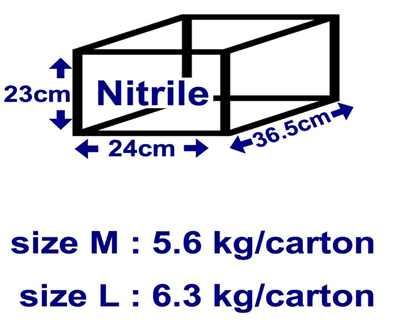 Nitrile
23cm
24cm
36.5cm
size M : 5.6 kg/carton
size L : 6.3 kg/carton